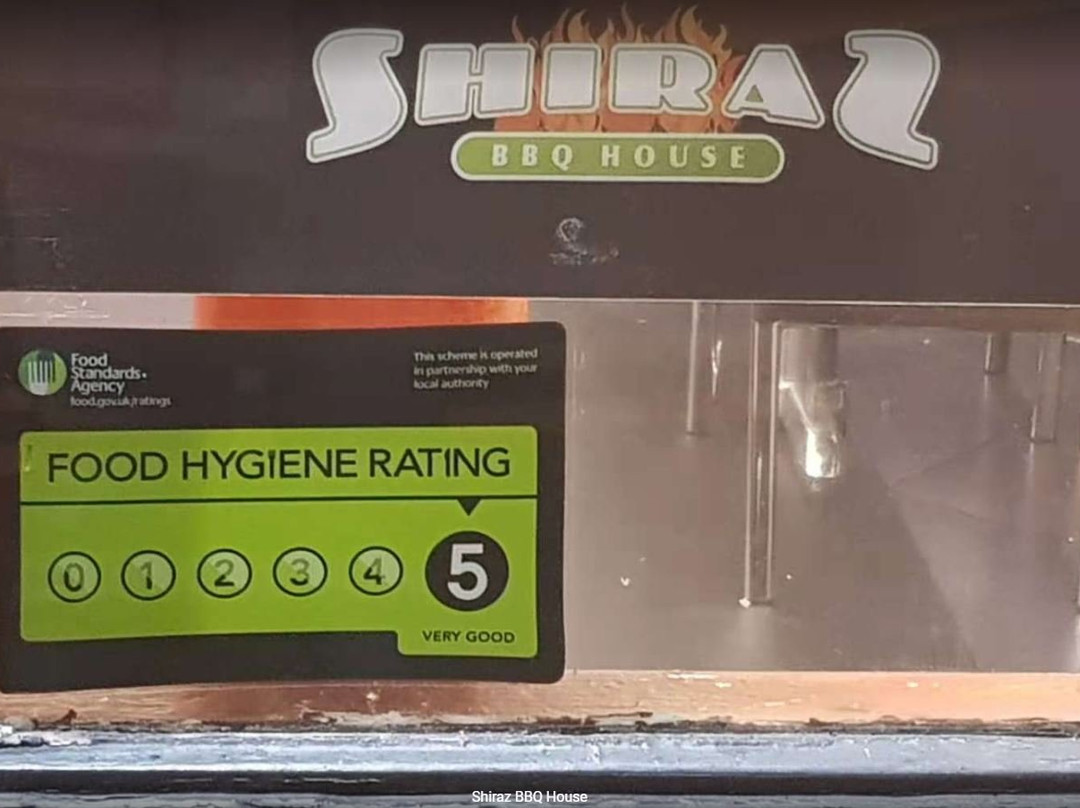 SHIRAZ
BBQ HOUSE
Food
Standards.
Agency
food.gov.uk/ratings
This scheme is operated
in partnership with your
local authority
FOOD HYGIENE RATING
0 1 2 3 4 5
VERY GOOD
Shiraz BBQ House